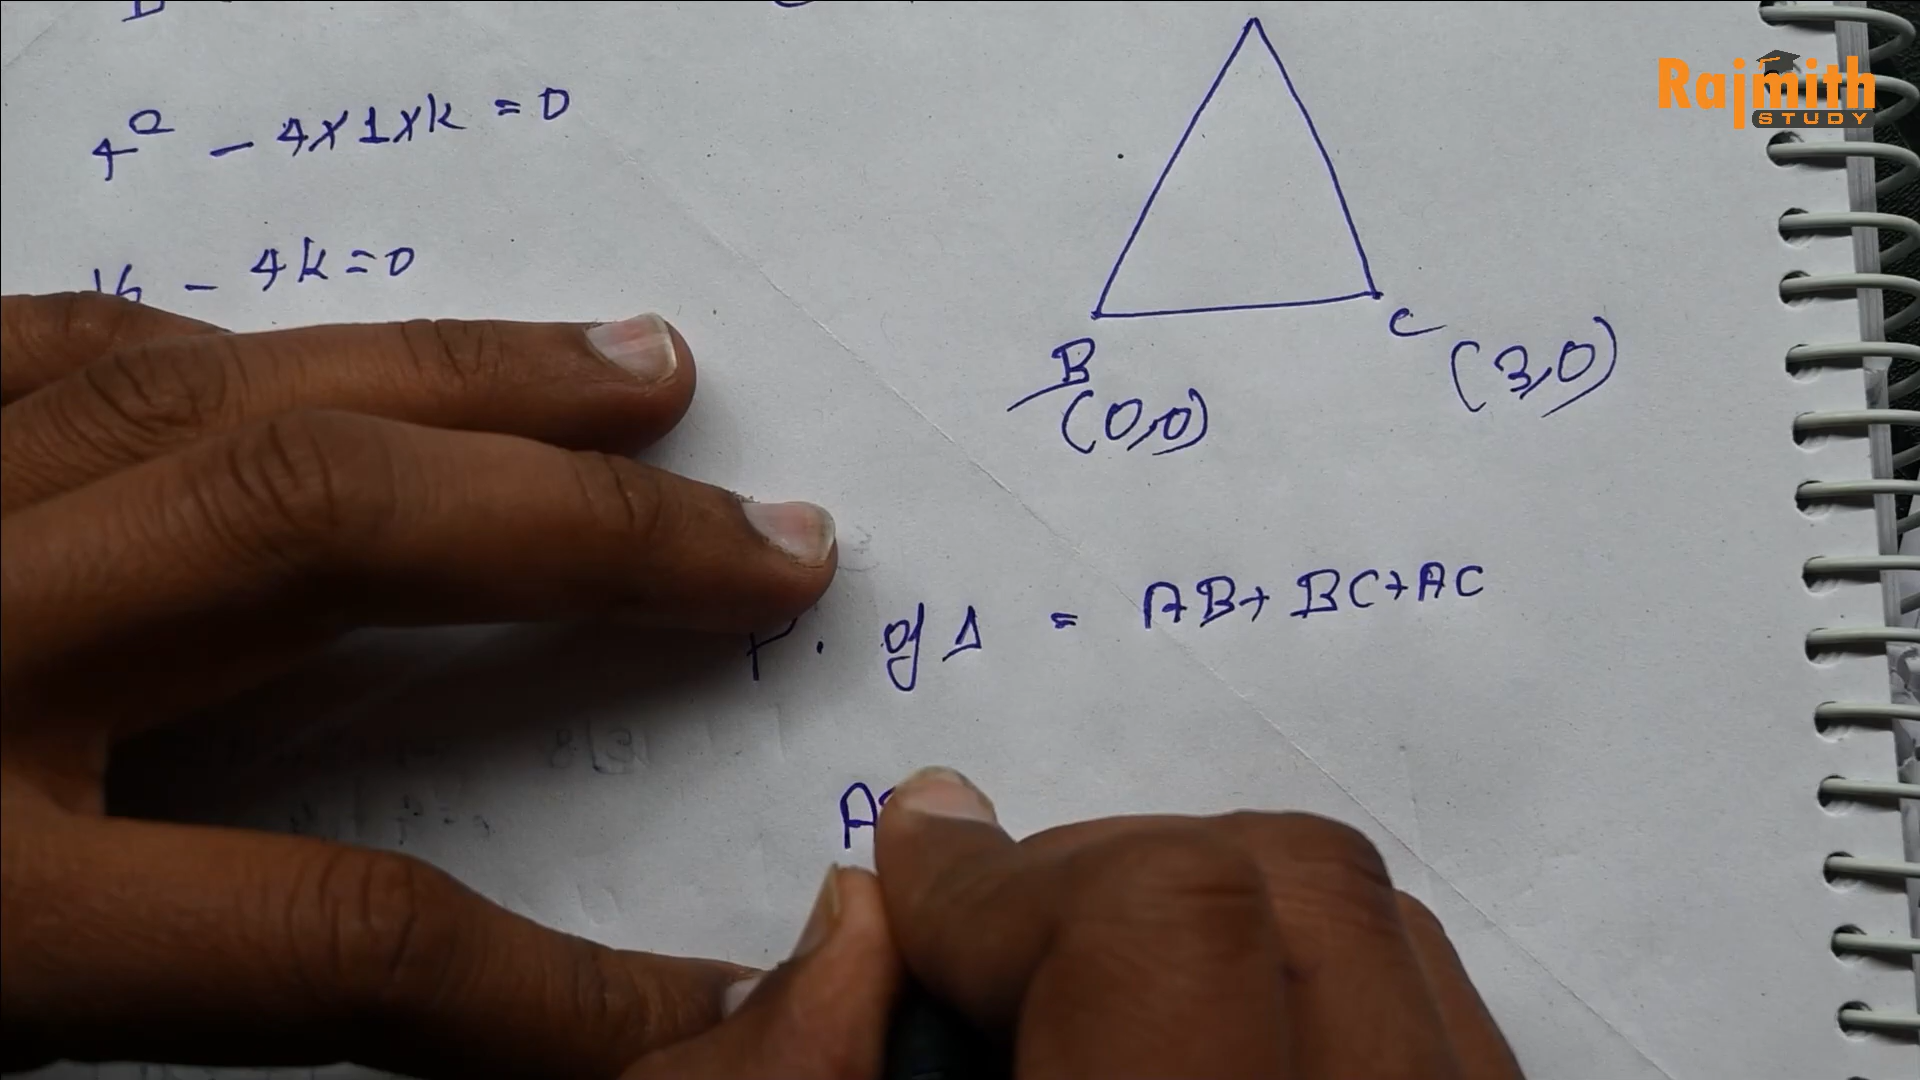 4² - 4×1×k = 0
16 - 4k = 0
B
(0,0)
C
(3,0)
P. of Δ = AB + BC + AC
Rajmith
STUDY